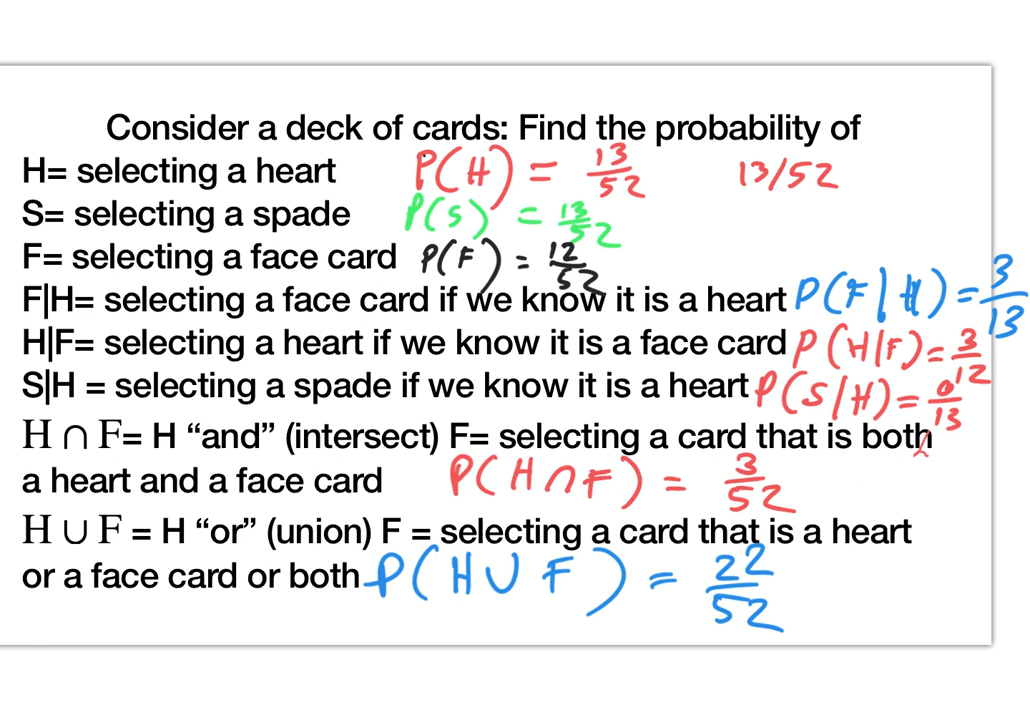 Consider a deck of cards: Find the probability of
H= selecting a heart P(H) = 13/52 13/52
S= selecting a spade P(S) = 13/52
F= selecting a face card P(F) = 12/52
F|H= selecting a face card if we know it is a heart P(F|H) = 3/13
H|F= selecting a heart if we know it is a face card P(H|F) = 3/12
S|H = selecting a spade if we know it is a heart P(S|H) = 0/13
H ∩ F= H “and” (intersect) F= selecting a card that is both
a heart and a face card P(H∩F) = 3/52
H ∪ F = H “or” (union) F = selecting a card that is a heart
or a face card or both P(H∪F) = 22/52